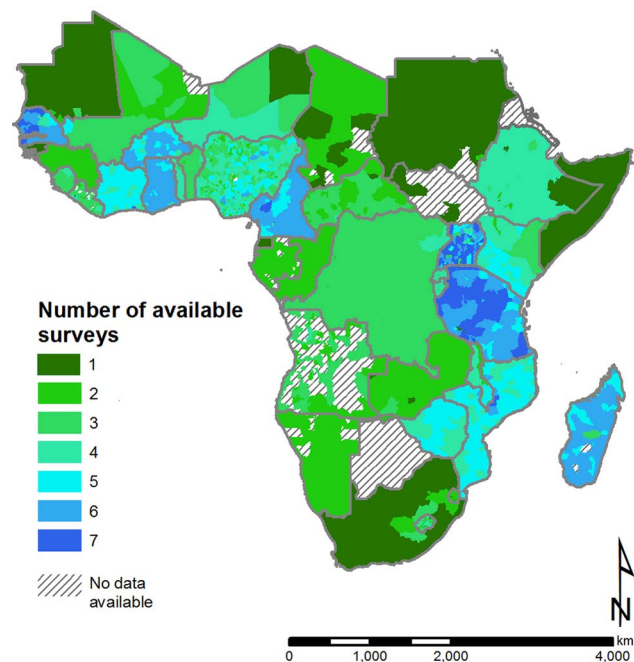 Number of available
surveys
1
2
3
4
5
6
7
No data
available
N
km
0 1,000 2,000 4,000